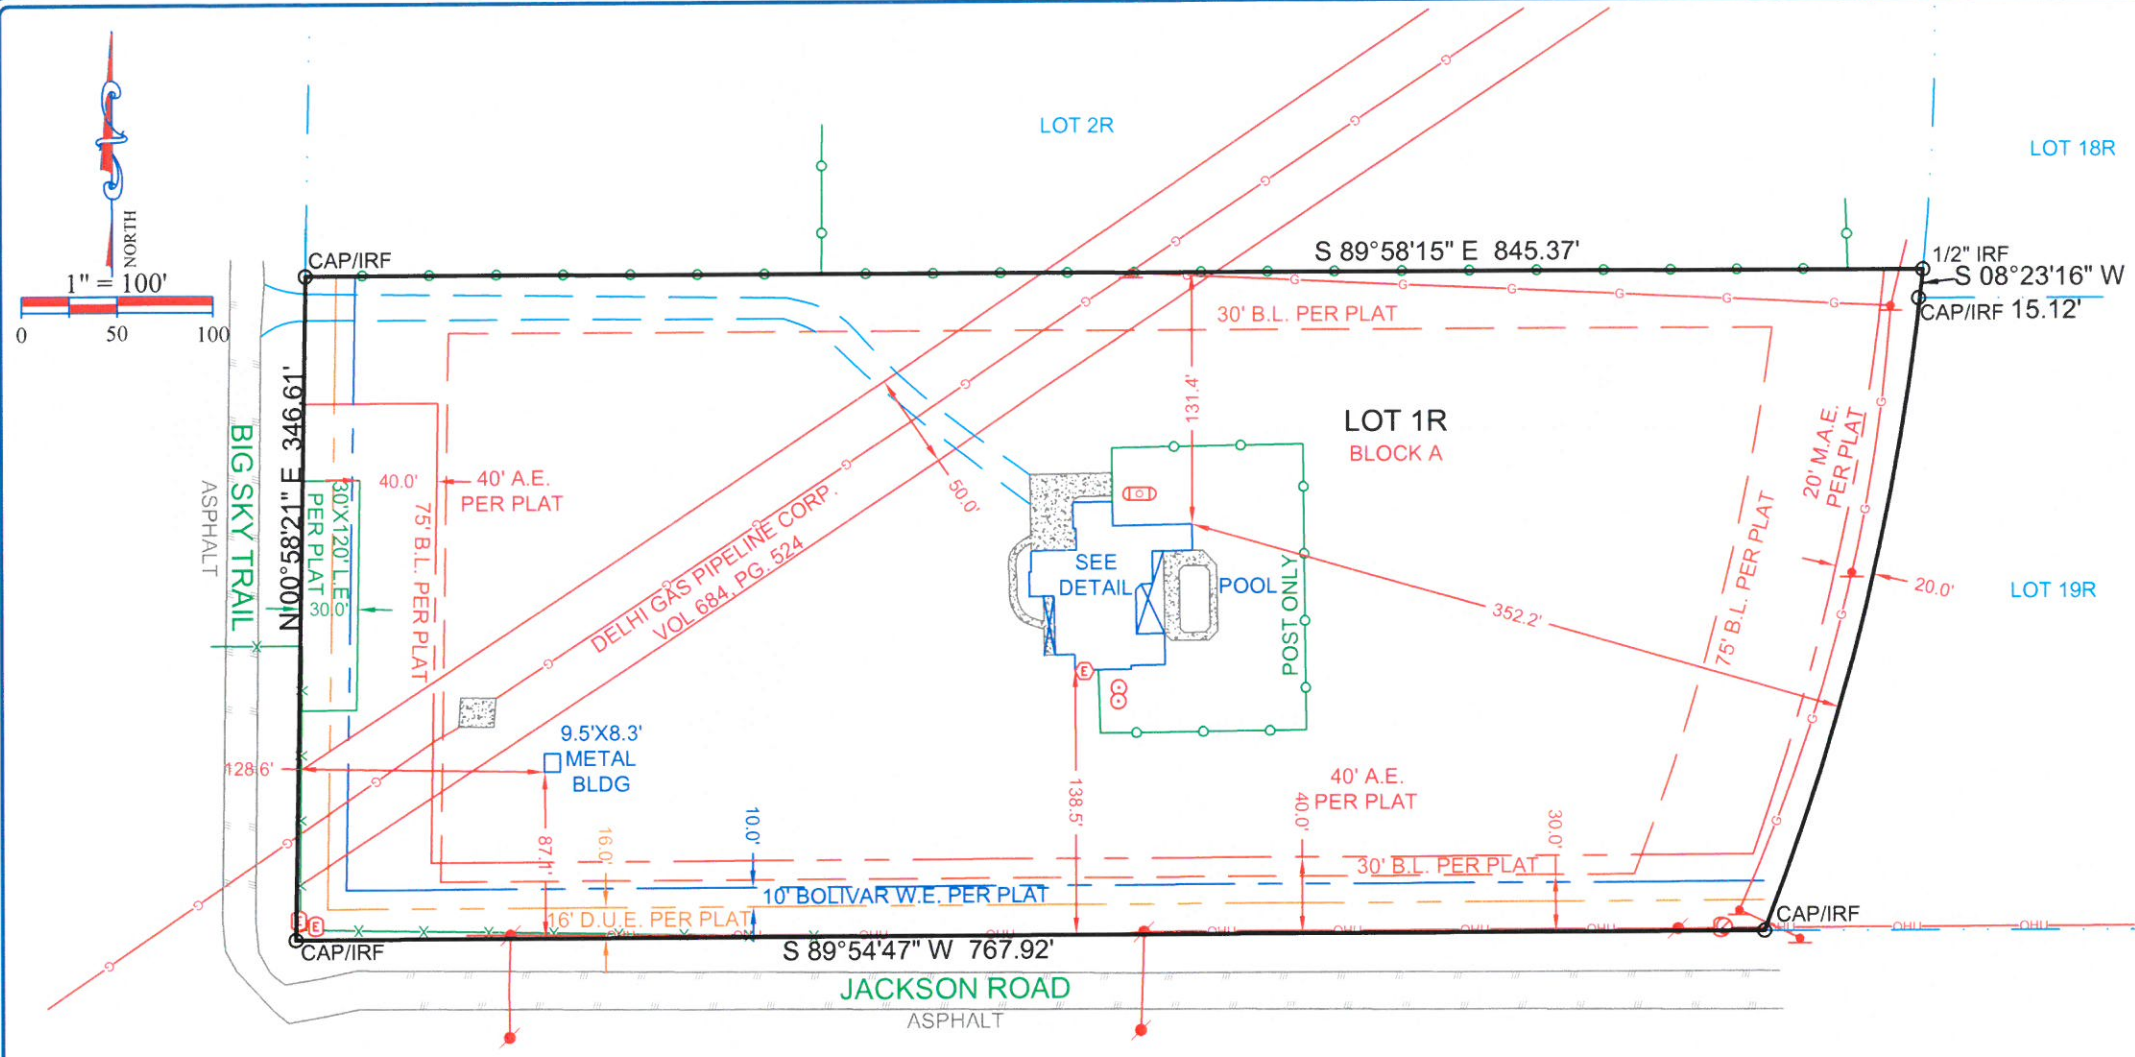 NORTH
1" = 100'
0 50 100
LOT 2R
LOT 18R
CAP/IRF
S 89°58'15" E 845.37'
1/2" IRF
S 08°23'16" W
CAP/IRF 15.12'
30' B.L. PER PLAT
131.4'
LOT 1R
BLOCK A
N 00°58'21" E 346.61'
BIG SKY TRAIL
ASPHALT
30'X120' L.E.
PER PLAT
30.0'
40.0'
40' A.E.
PER PLAT
75' B.L. PER PLAT
50.0'
DELHI GAS PIPELINE CORP.
VOL 684, PG. 524
SEE
DETAIL
POOL
POST ONLY
20' M.A.E.
PER PLAT
75' B.L. PER PLAT
20.0'
LOT 19R
352.2'
9.5'X8.3'
METAL
BLDG
128.6'
87.1'
16.0'
10.0'
138.5'
40' A.E.
PER PLAT
40.0'
30.0'
30' B.L. PER PLAT
10' BOLIVAR W.E. PER PLAT
16' D.U.E. PER PLAT
CAP/IRF
CAP/IRF
S 89°54'47" W 767.92'
JACKSON ROAD
ASPHALT